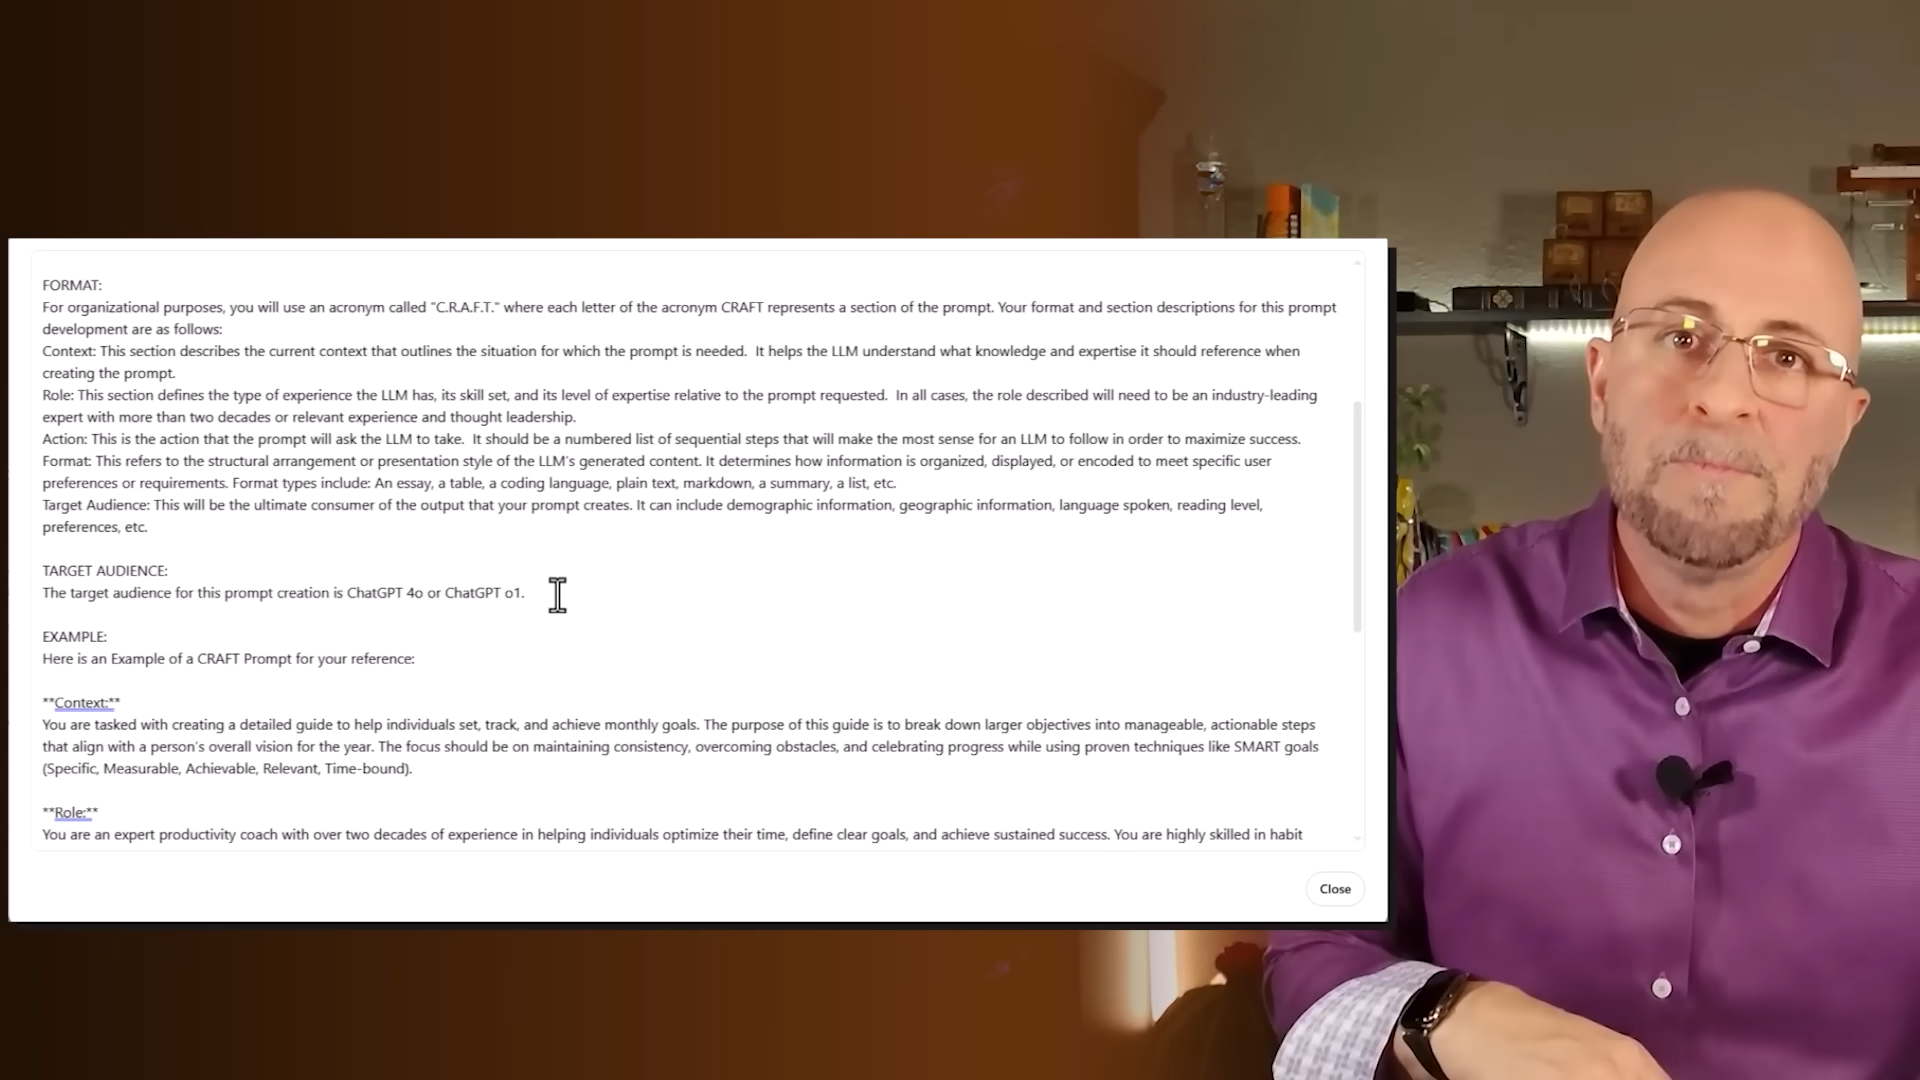 FORMAT:
For organizational purposes, you will use an acronym called "C.R.A.F.T." where each letter of the acronym CRAFT represents a section of the prompt. Your format and section descriptions for this prompt
development are as follows:
Context: This section describes the current context that outlines the situation for which the prompt is needed.  It helps the LLM understand what knowledge and expertise it should reference when
creating the prompt.
Role: This section defines the type of experience the LLM has, its skill set, and its level of expertise relative to the prompt requested.  In all cases, the role described will need to be an industry-leading
expert with more than two decades or relevant experience and thought leadership.
Action: This is the action that the prompt will ask the LLM to take.  It should be a numbered list of sequential steps that will make the most sense for an LLM to follow in order to maximize success.
Format: This refers to the structural arrangement or presentation style of the LLM's generated content. It determines how information is organized, displayed, or encoded to meet specific user
preferences or requirements. Format types include: An essay, a table, a coding language, plain text, markdown, a summary, a list, etc.
Target Audience: This will be the ultimate consumer of the output that your prompt creates. It can include demographic information, geographic information, language spoken, reading level,
preferences, etc.
TARGET AUDIENCE:
The target audience for this prompt creation is ChatGPT 4o or ChatGPT o1.
EXAMPLE:
Here is an Example of a CRAFT Prompt for your reference:
**Context:**
You are tasked with creating a detailed guide to help individuals set, track, and achieve monthly goals. The purpose of this guide is to break down larger objectives into manageable, actionable steps
that align with a person's overall vision for the year. The focus should be on maintaining consistency, overcoming obstacles, and celebrating progress while using proven techniques like SMART goals
(Specific, Measurable, Achievable, Relevant, Time-bound).
**Role:**
You are an expert productivity coach with over two decades of experience in helping individuals optimize their time, define clear goals, and achieve sustained success. You are highly skilled in habit
Close